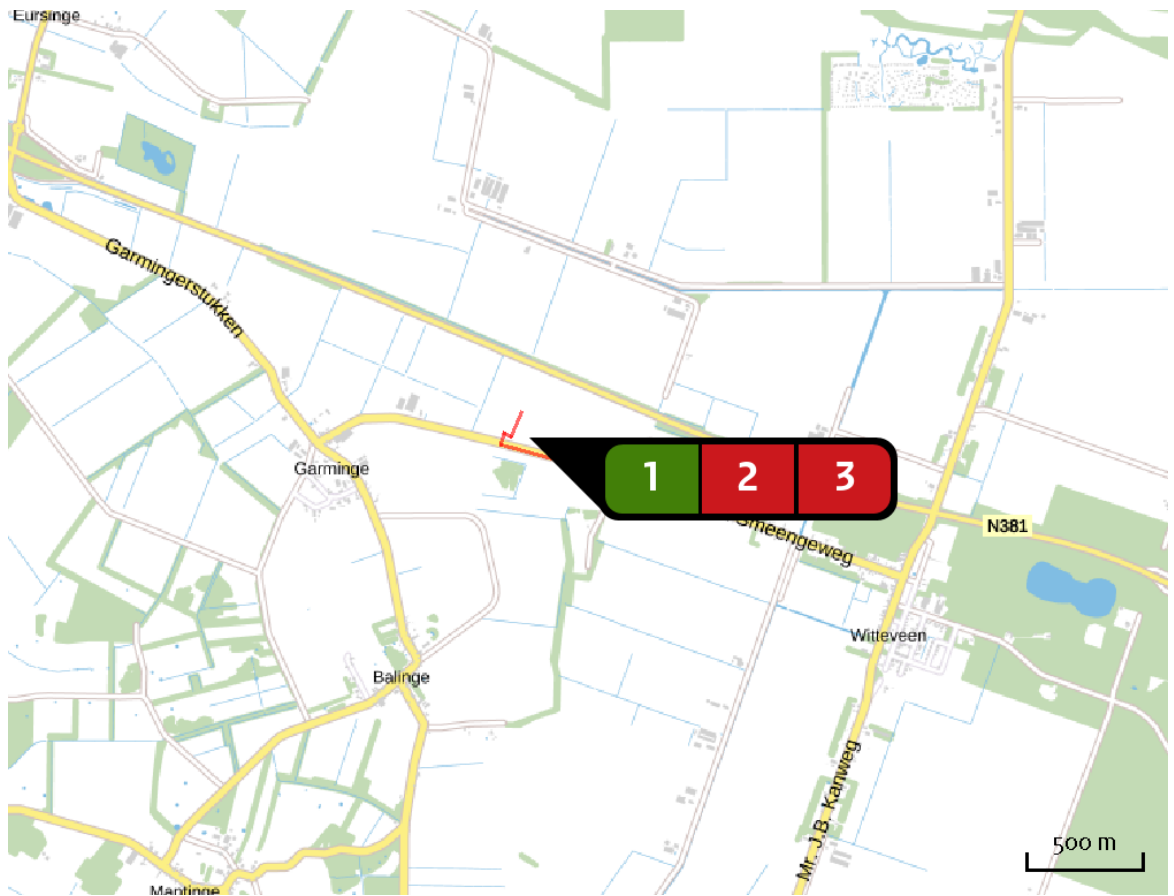 Eursinge
Garmingerstukken
Garminge
1 2 3
Smeengeweg
N381
Witteveen
Balinge
Mr. J.B. Kanweg
500 m
Mantinge